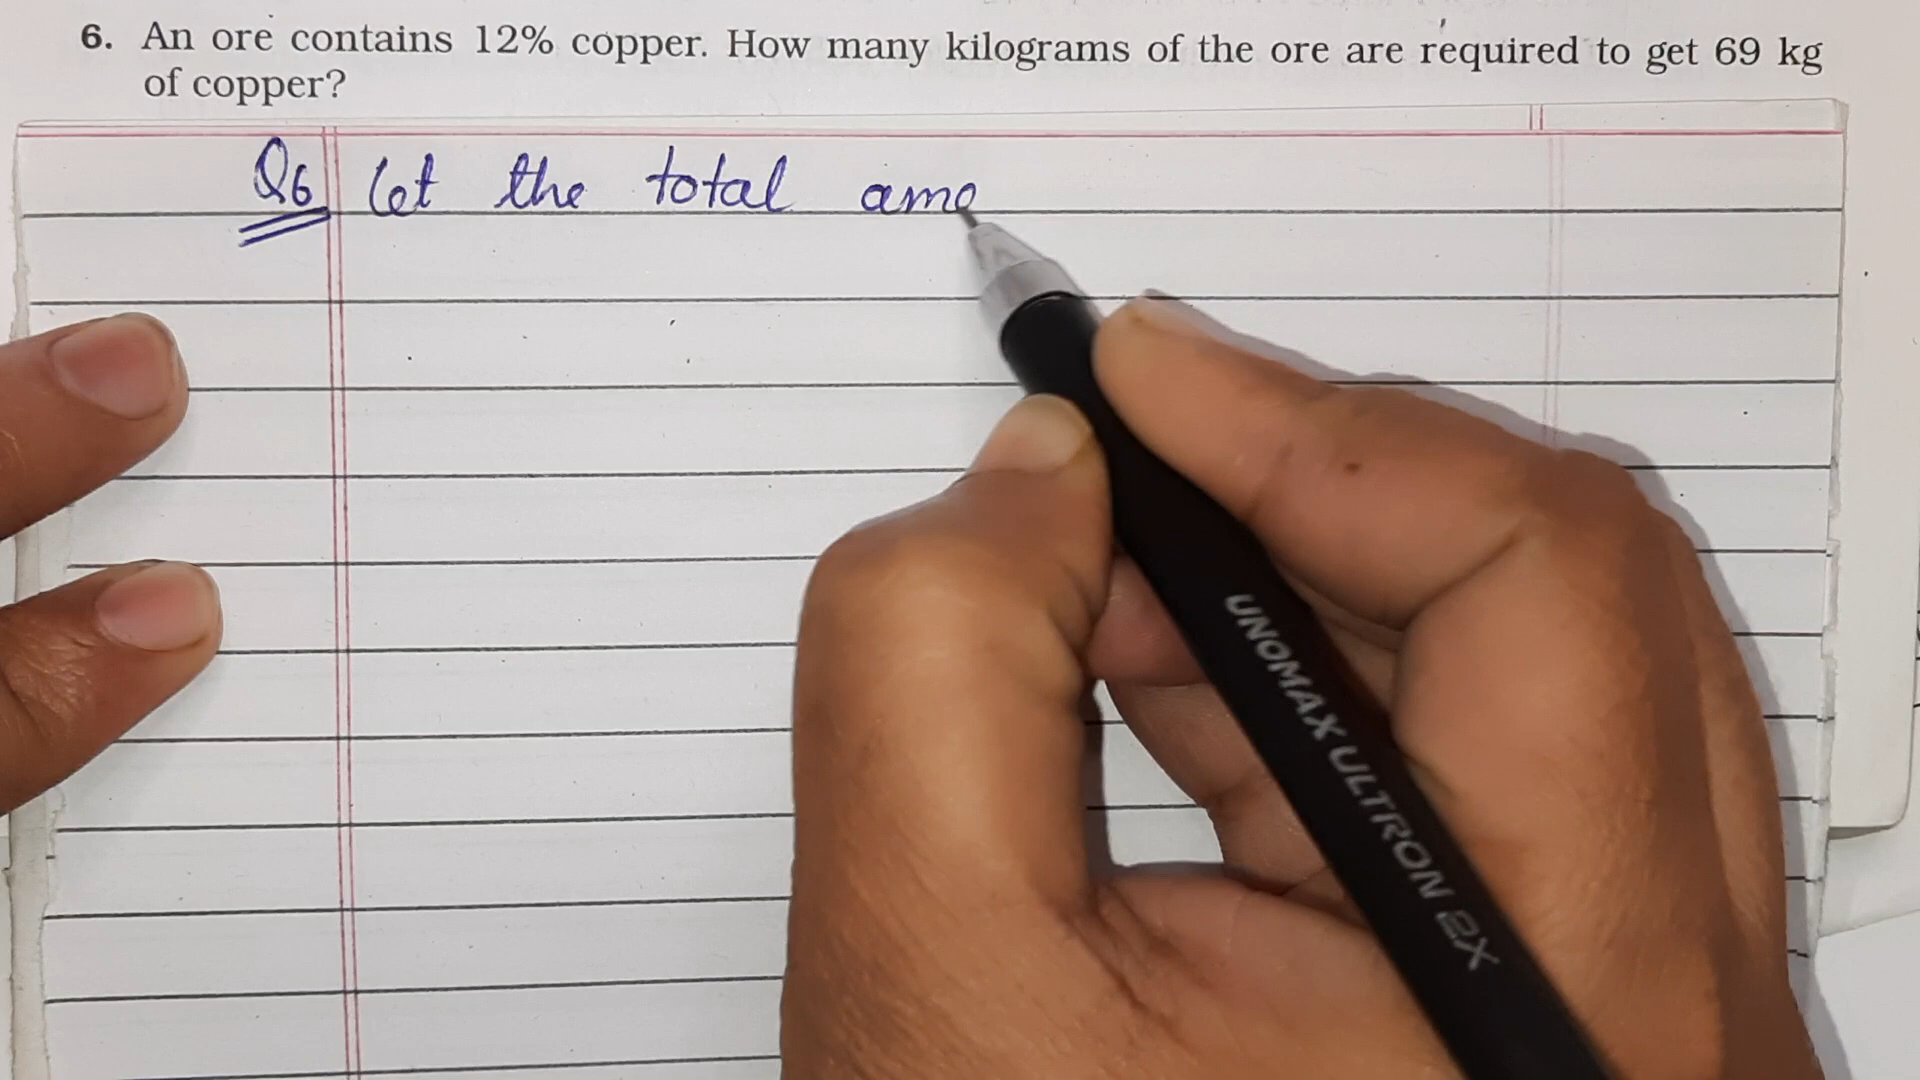 6. An ore contains 12% copper. How many kilograms of the ore are required to get 69 kg
of copper?
Q6 Let the total amo
UNOMAX ULTRON 2X